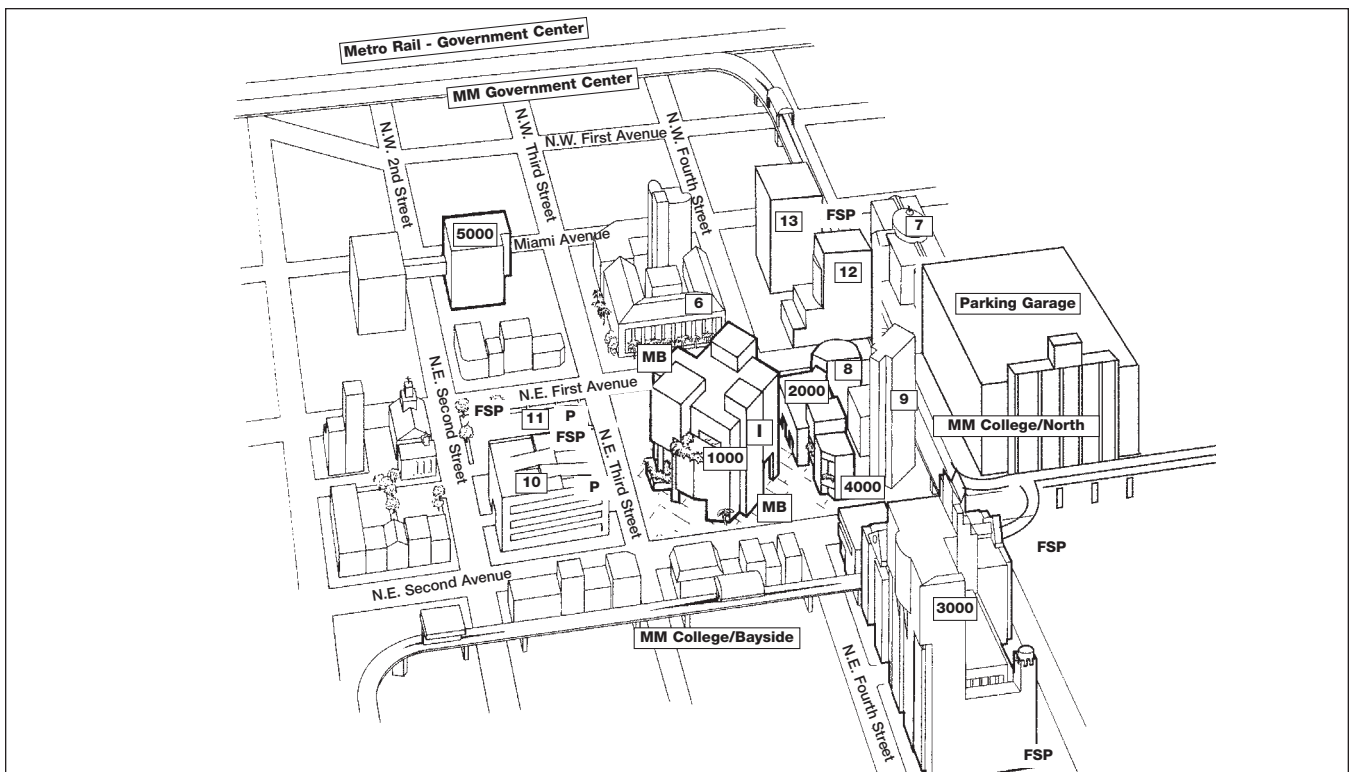 Metro Rail - Government Center
MM Government Center
N.W. 2nd Street
N.W. Third Street
N.W. First Avenue
N.W. Fourth Street
5000
Miami Avenue
13
FSP
7
12
6
Parking Garage
MB
8
2000
N.E. First Avenue
9
N.E. Second Street
FSP
11
P
FSP
I
MM College/North
1000
10
P
4000
N.E. Third Street
MB
FSP
N.E. Second Avenue
3000
MM College/Bayside
N.E. Fourth Street
FSP